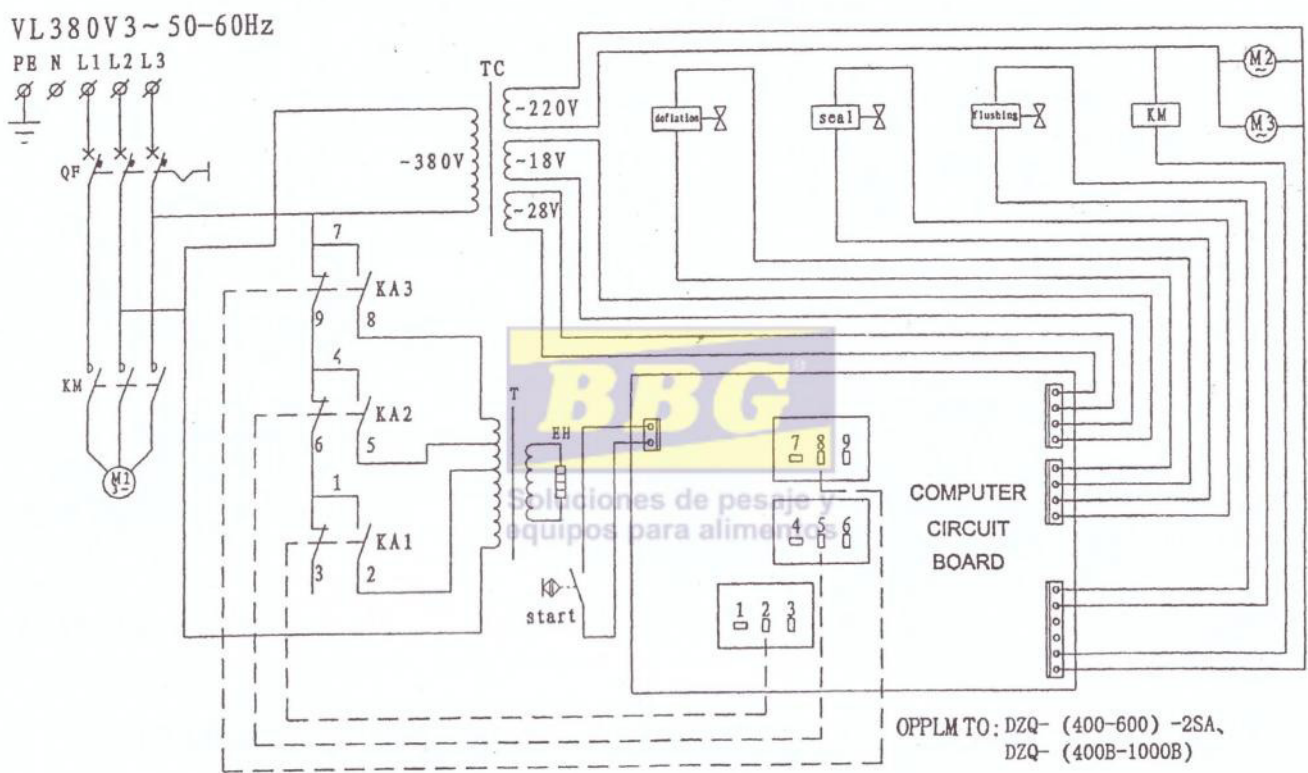 VL380V3~50-60Hz
PE N L1 L2 L3
TC
~220V
~380V
~18V
~28V
deflation
seal
flushing
KM
M2
~
M3
~
QF
7
KA3
9 8
4
KA2
6 5
1
KA1
3 2
KM
M1
3~
T
EH
BBG
Soluciones de pesaje y
equipos para alimentos
start
7 8 9
4 5 6
1 2 3
COMPUTER
CIRCUIT
BOARD
OPPLM TO: DZQ- (400-600) -2SA、
DZQ- (400B-1000B)